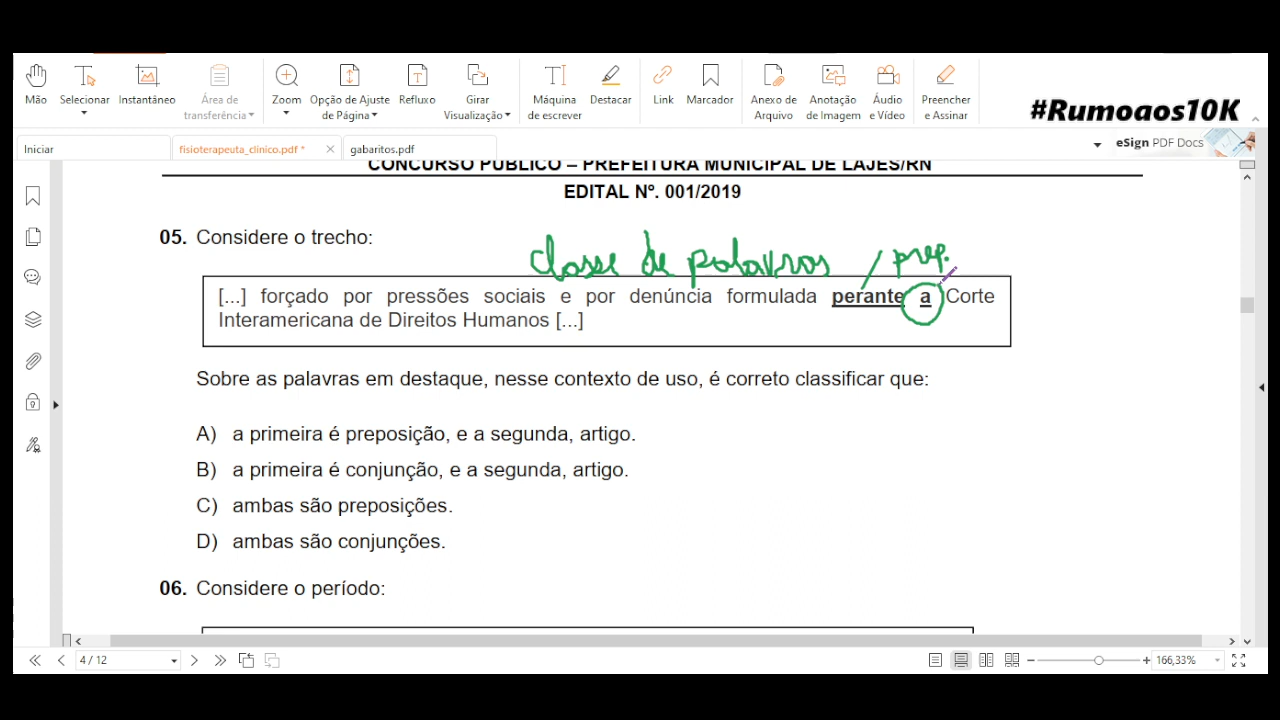 Mão
Selecionar
Instantâneo
Área de
transferência
Zoom
Opção de Ajuste
de Página
Refluxo
Girar
Visualização
Máquina
de escrever
Destacar
Link
Marcador
Anexo de
Arquivo
Anotação
de Imagem
Áudio
e Vídeo
Preencher
e Assinar
#Rumoaos10K
Iniciar
fisioterapeuta_clínico.pdf *
gabaritos.pdf
eSign PDF Docs
CONCURSO PÚBLICO – PREFEITURA MUNICIPAL DE LAJES/RN
EDITAL Nº. 001/2019
05. Considere o trecho:
classe de palavras / prep.
[...] forçado por pressões sociais e por denúncia formulada perante a Corte
Interamericana de Direitos Humanos [...]
Sobre as palavras em destaque, nesse contexto de uso, é correto classificar que:
A) a primeira é preposição, e a segunda, artigo.
B) a primeira é conjunção, e a segunda, artigo.
C) ambas são preposições.
D) ambas são conjunções.
06. Considere o período:
4 / 12
166,33%